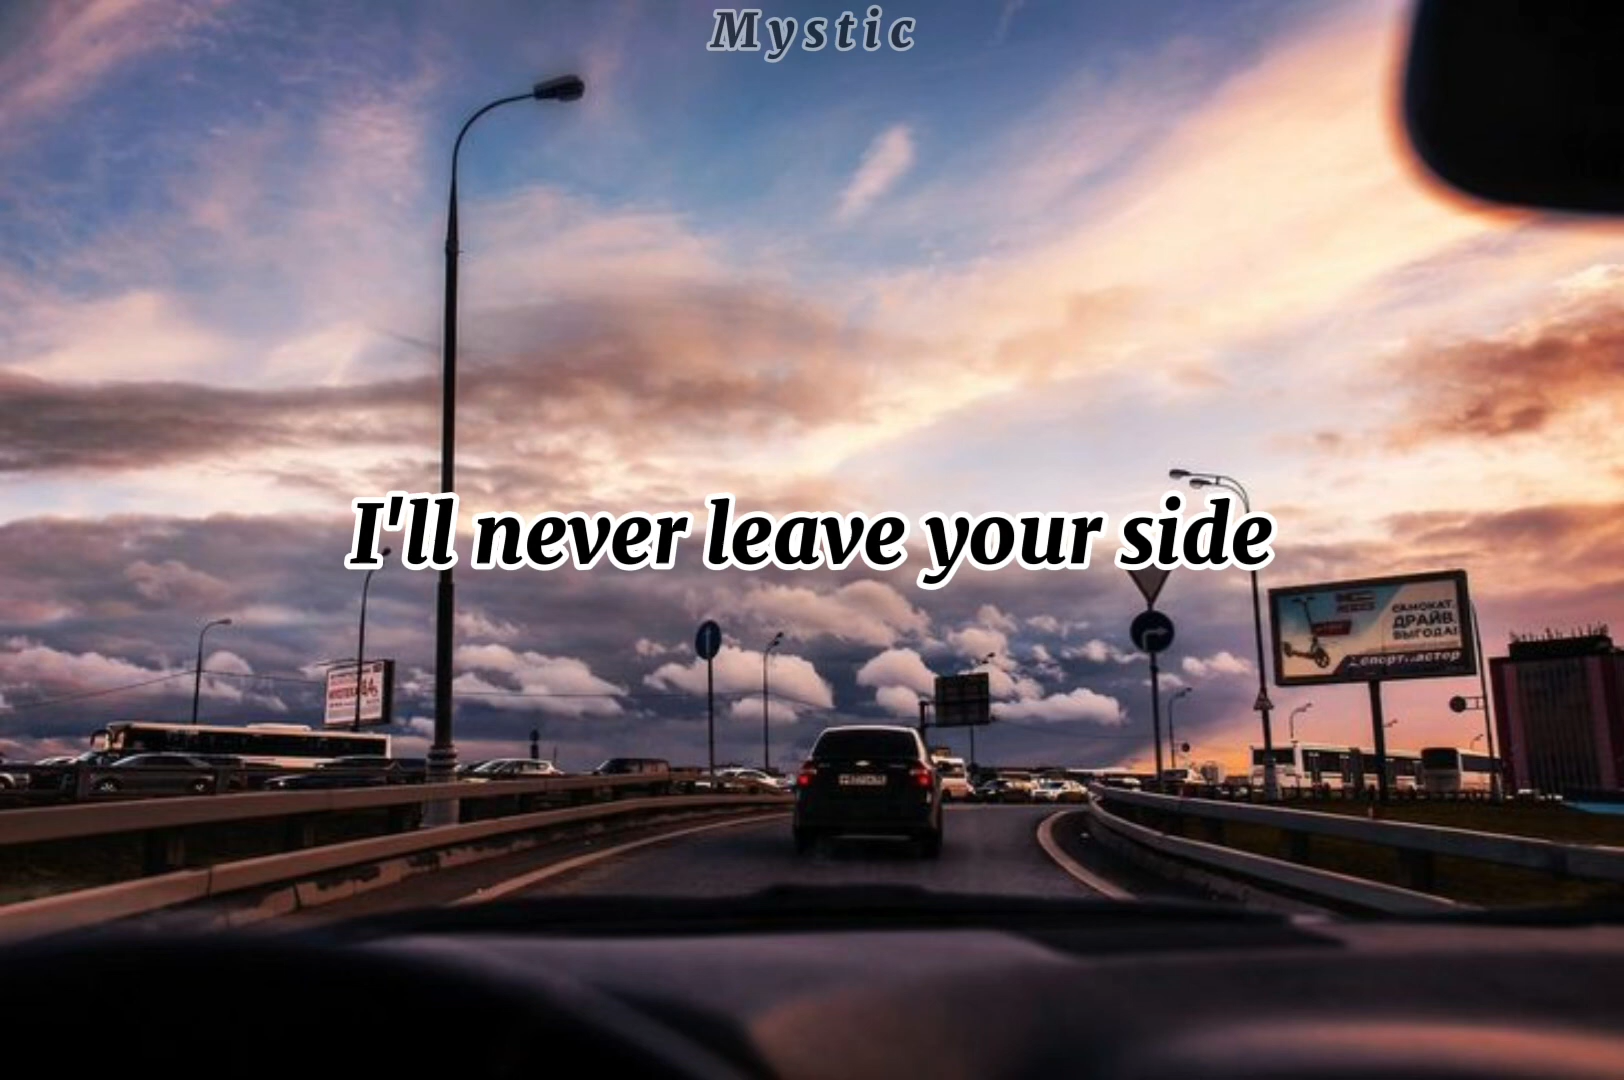 Mystic
I'll never leave your side
САМОКАТ.
ДРАЙВ.
ВЫГОДА!